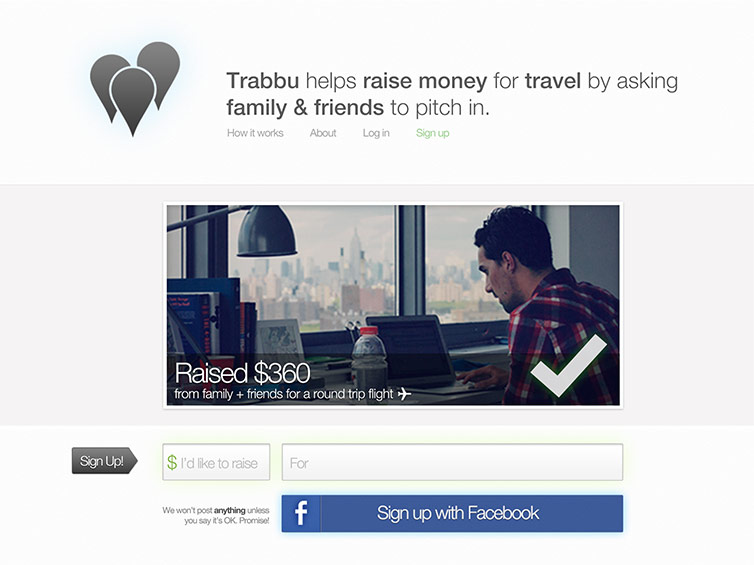 Trabbu helps raise money for travel by asking
family & friends to pitch in.
How it works About Log in Sign up
Raised $360
from family + friends for a round trip flight
Sign Up!
$ I'd like to raise
For
We won't post anything unless
you say it's OK. Promise!
f Sign up with Facebook